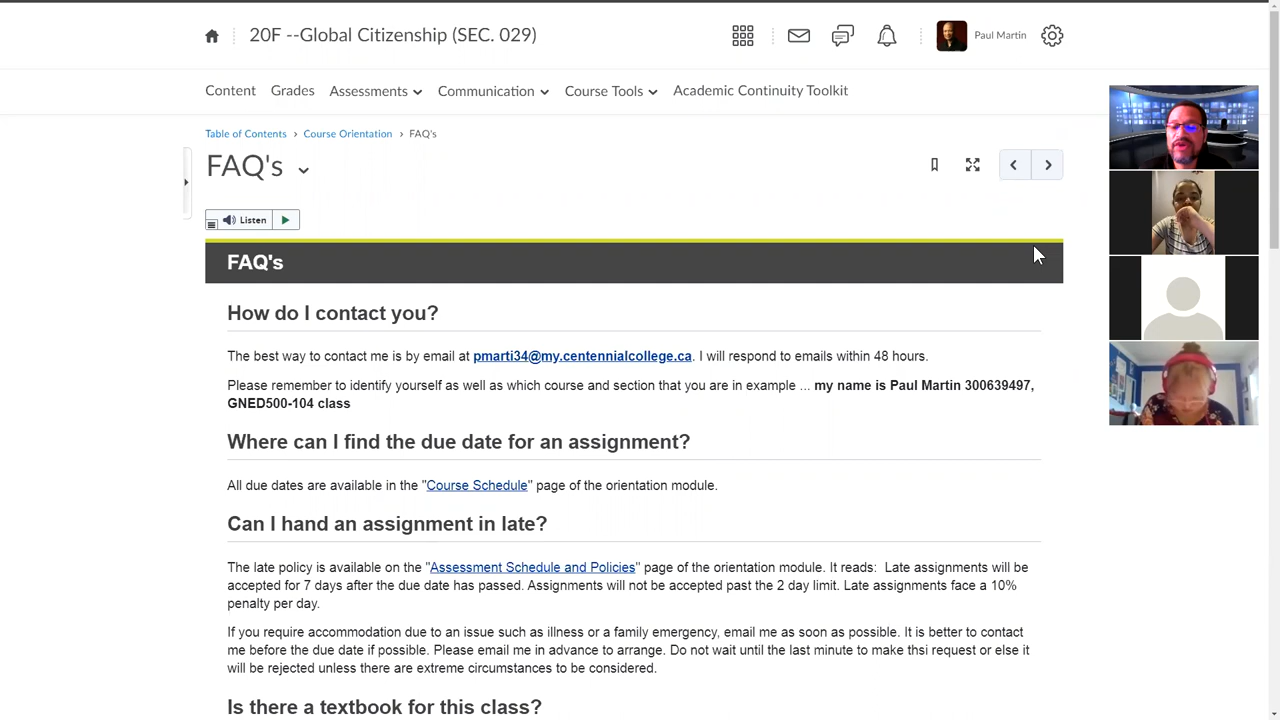 20F --Global Citizenship (SEC. 029)
Paul Martin
Content Grades Assessments Communication Course Tools Academic Continuity Toolkit
Table of Contents > Course Orientation > FAQ's
FAQ's
Listen
FAQ's
How do I contact you?
The best way to contact me is by email at pmarti34@my.centennialcollege.ca. I will respond to emails within 48 hours.
Please remember to identify yourself as well as which course and section that you are in example ... my name is Paul Martin 300639497,
GNED500-104 class
Where can I find the due date for an assignment?
All due dates are available in the "Course Schedule" page of the orientation module.
Can I hand an assignment in late?
The late policy is available on the "Assessment Schedule and Policies" page of the orientation module. It reads:  Late assignments will be
accepted for 7 days after the due date has passed. Assignments will not be accepted past the 2 day limit. Late assignments face a 10%
penalty per day.
If you require accommodation due to an issue such as illness or a family emergency, email me as soon as possible. It is better to contact
me before the due date if possible. Please email me in advance to arrange. Do not wait until the last minute to make thsi request or else it
will be rejected unless there are extreme circumstances to be considered.
Is there a textbook for this class?